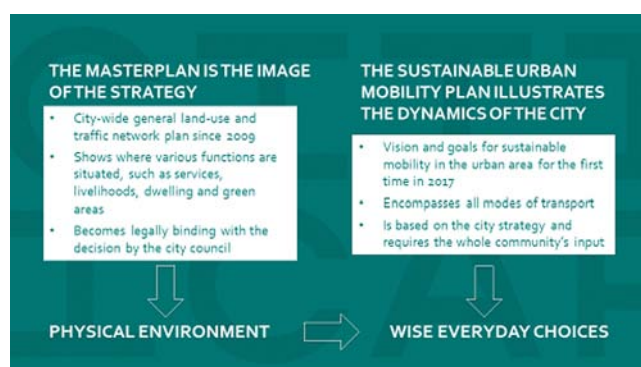 THE MASTERPLAN IS THE IMAGE
OF THE STRATEGY
• City-wide general land-use and
traffic network plan since 2009
• Shows where various functions are
situated, such as services,
livelihoods, dwelling and green
areas
• Becomes legally binding with the
decision by the city council
PHYSICAL ENVIRONMENT
THE SUSTAINABLE URBAN
MOBILITY PLAN ILLUSTRATES
THE DYNAMICS OF THE CITY
• Vision and goals for sustainable
mobility in the urban area for the first
time in 2017
• Encompasses all modes of transport
• Is based on the city strategy and
requires the whole community's input
WISE EVERYDAY CHOICES